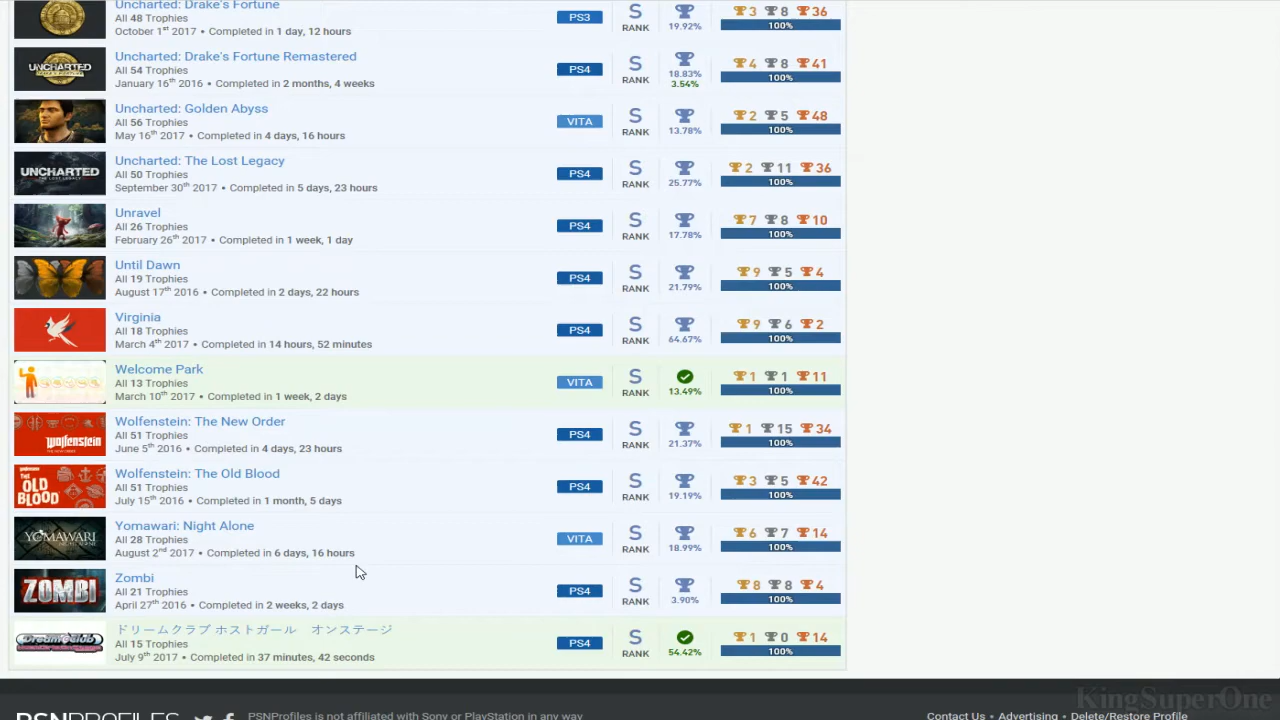 Uncharted: Drake's Fortune
All 48 Trophies
October 1st 2017 • Completed in 1 day, 12 hours
PS3
S
RANK
19.92%
3 8 36
100%
UNCHARTED
Uncharted: Drake's Fortune Remastered
All 54 Trophies
January 16th 2016 • Completed in 2 months, 4 weeks
PS4
S
RANK
18.83%
3.54%
4 8 41
100%
Uncharted: Golden Abyss
All 56 Trophies
May 16th 2017 • Completed in 4 days, 16 hours
VITA
S
RANK
13.78%
2 5 48
100%
UNCHARTED
THE LOST LEGACY
Uncharted: The Lost Legacy
All 50 Trophies
September 30th 2017 • Completed in 5 days, 23 hours
PS4
S
RANK
25.77%
2 11 36
100%
Unravel
All 26 Trophies
February 26th 2017 • Completed in 1 week, 1 day
PS4
S
RANK
17.78%
7 8 10
100%
Until Dawn
All 19 Trophies
August 17th 2016 • Completed in 2 days, 22 hours
PS4
S
RANK
21.79%
9 5 4
100%
Virginia
All 18 Trophies
March 4th 2017 • Completed in 14 hours, 52 minutes
PS4
S
RANK
64.67%
9 6 2
100%
Welcome Park
All 13 Trophies
March 10th 2017 • Completed in 1 week, 2 days
VITA
S
RANK
13.49%
1 1 11
100%
Wolfenstein
Wolfenstein: The New Order
All 51 Trophies
June 5th 2016 • Completed in 4 days, 23 hours
PS4
S
RANK
21.37%
1 15 34
100%
THE
OLD
BLOOD
Wolfenstein: The Old Blood
All 51 Trophies
July 15th 2016 • Completed in 1 month, 5 days
PS4
S
RANK
19.19%
3 5 42
100%
YOMAWARI
Yomawari: Night Alone
All 28 Trophies
August 2nd 2017 • Completed in 6 days, 16 hours
VITA
S
RANK
18.99%
6 7 14
100%
ZOMBI
Zombi
All 21 Trophies
April 27th 2016 • Completed in 2 weeks, 2 days
PS4
S
RANK
3.90%
8 8 4
100%
DreamClub
ドリームクラブ ホストガール　オンステージ
All 15 Trophies
July 9th 2017 • Completed in 37 minutes, 42 seconds
PS4
S
RANK
54.42%
1 0 14
100%
PSNPROFILES
PSNProfiles is not affiliated with Sony or PlayStation in any way
Contact Us • Advertising • Delete/Restore Profile
KingSuperOne